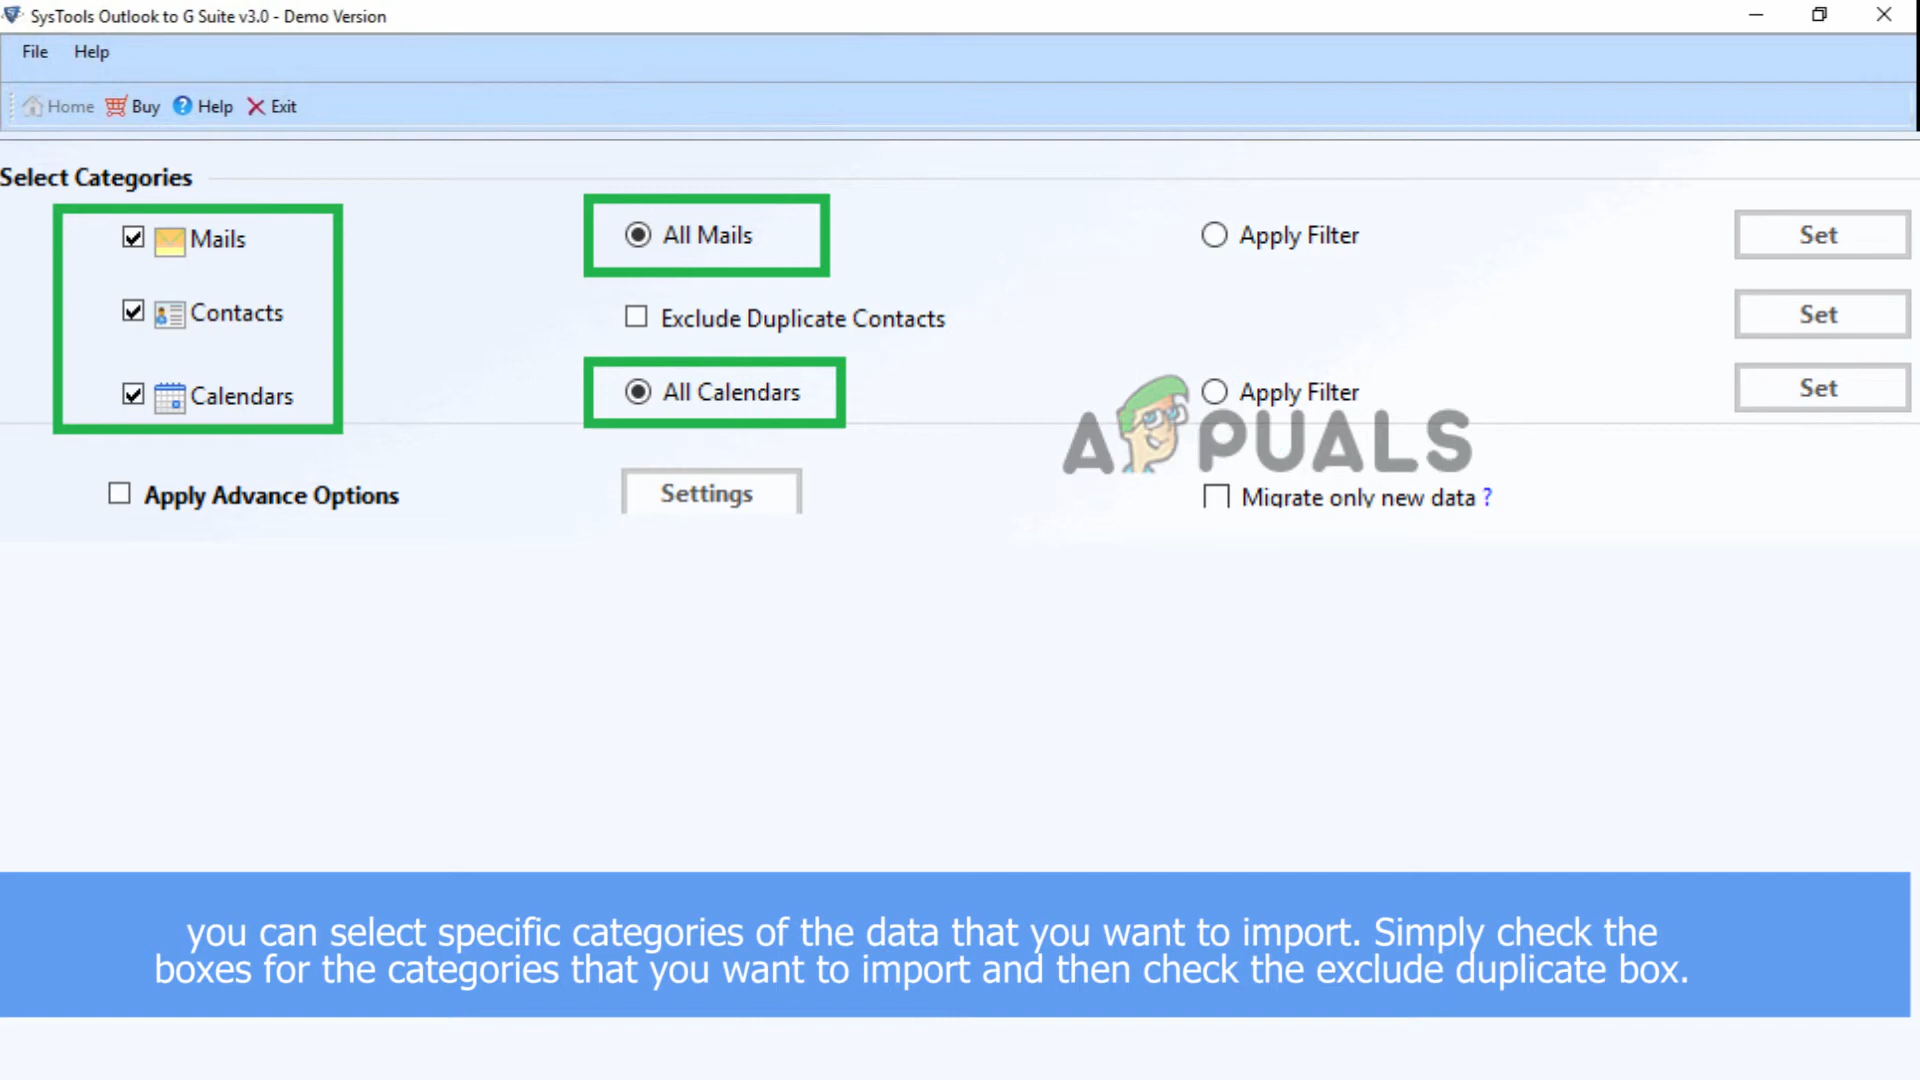 SysTools Outlook to G Suite v3.0 - Demo Version
File Help
Home Buy Help Exit
Select Categories
Mails All Mails Apply Filter Set
Contacts Exclude Duplicate Contacts Set
Calendars All Calendars Apply Filter Set
APPUALS
Apply Advance Options Settings Migrate only new data ?
you can select specific categories of the data that you want to import. Simply check the
boxes for the categories that you want to import and then check the exclude duplicate box.